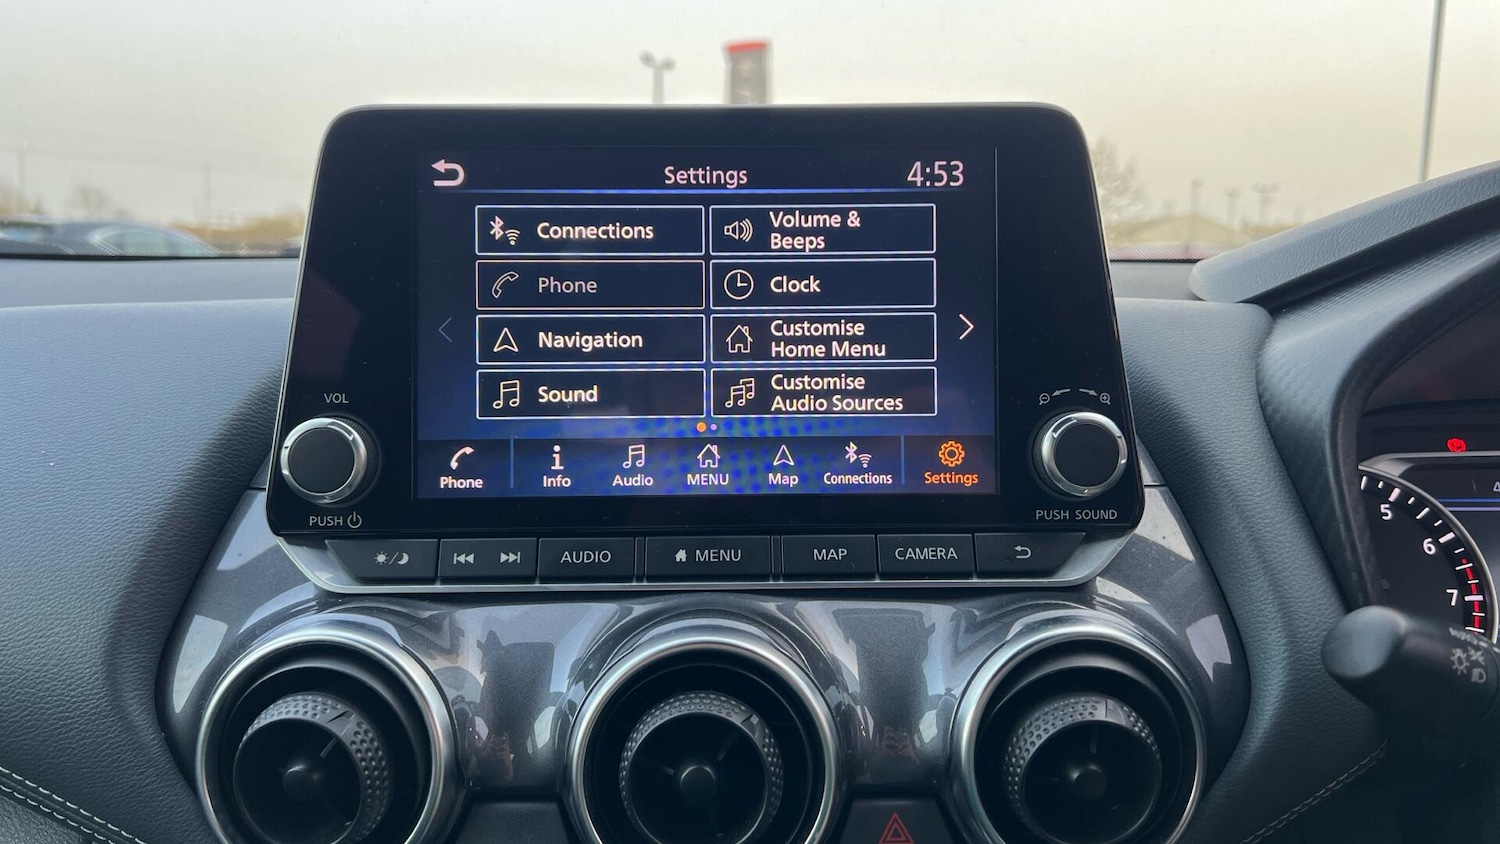 Settings
4:53
Connections
Volume &
Beeps
Phone
Clock
Navigation
Customise
Home Menu
Sound
Customise
Audio Sources
Phone
Info
Audio
MENU
Map
Connections
Settings
VOL
PUSH
PUSH SOUND
AUDIO
MENU
MAP
CAMERA
5
6
7